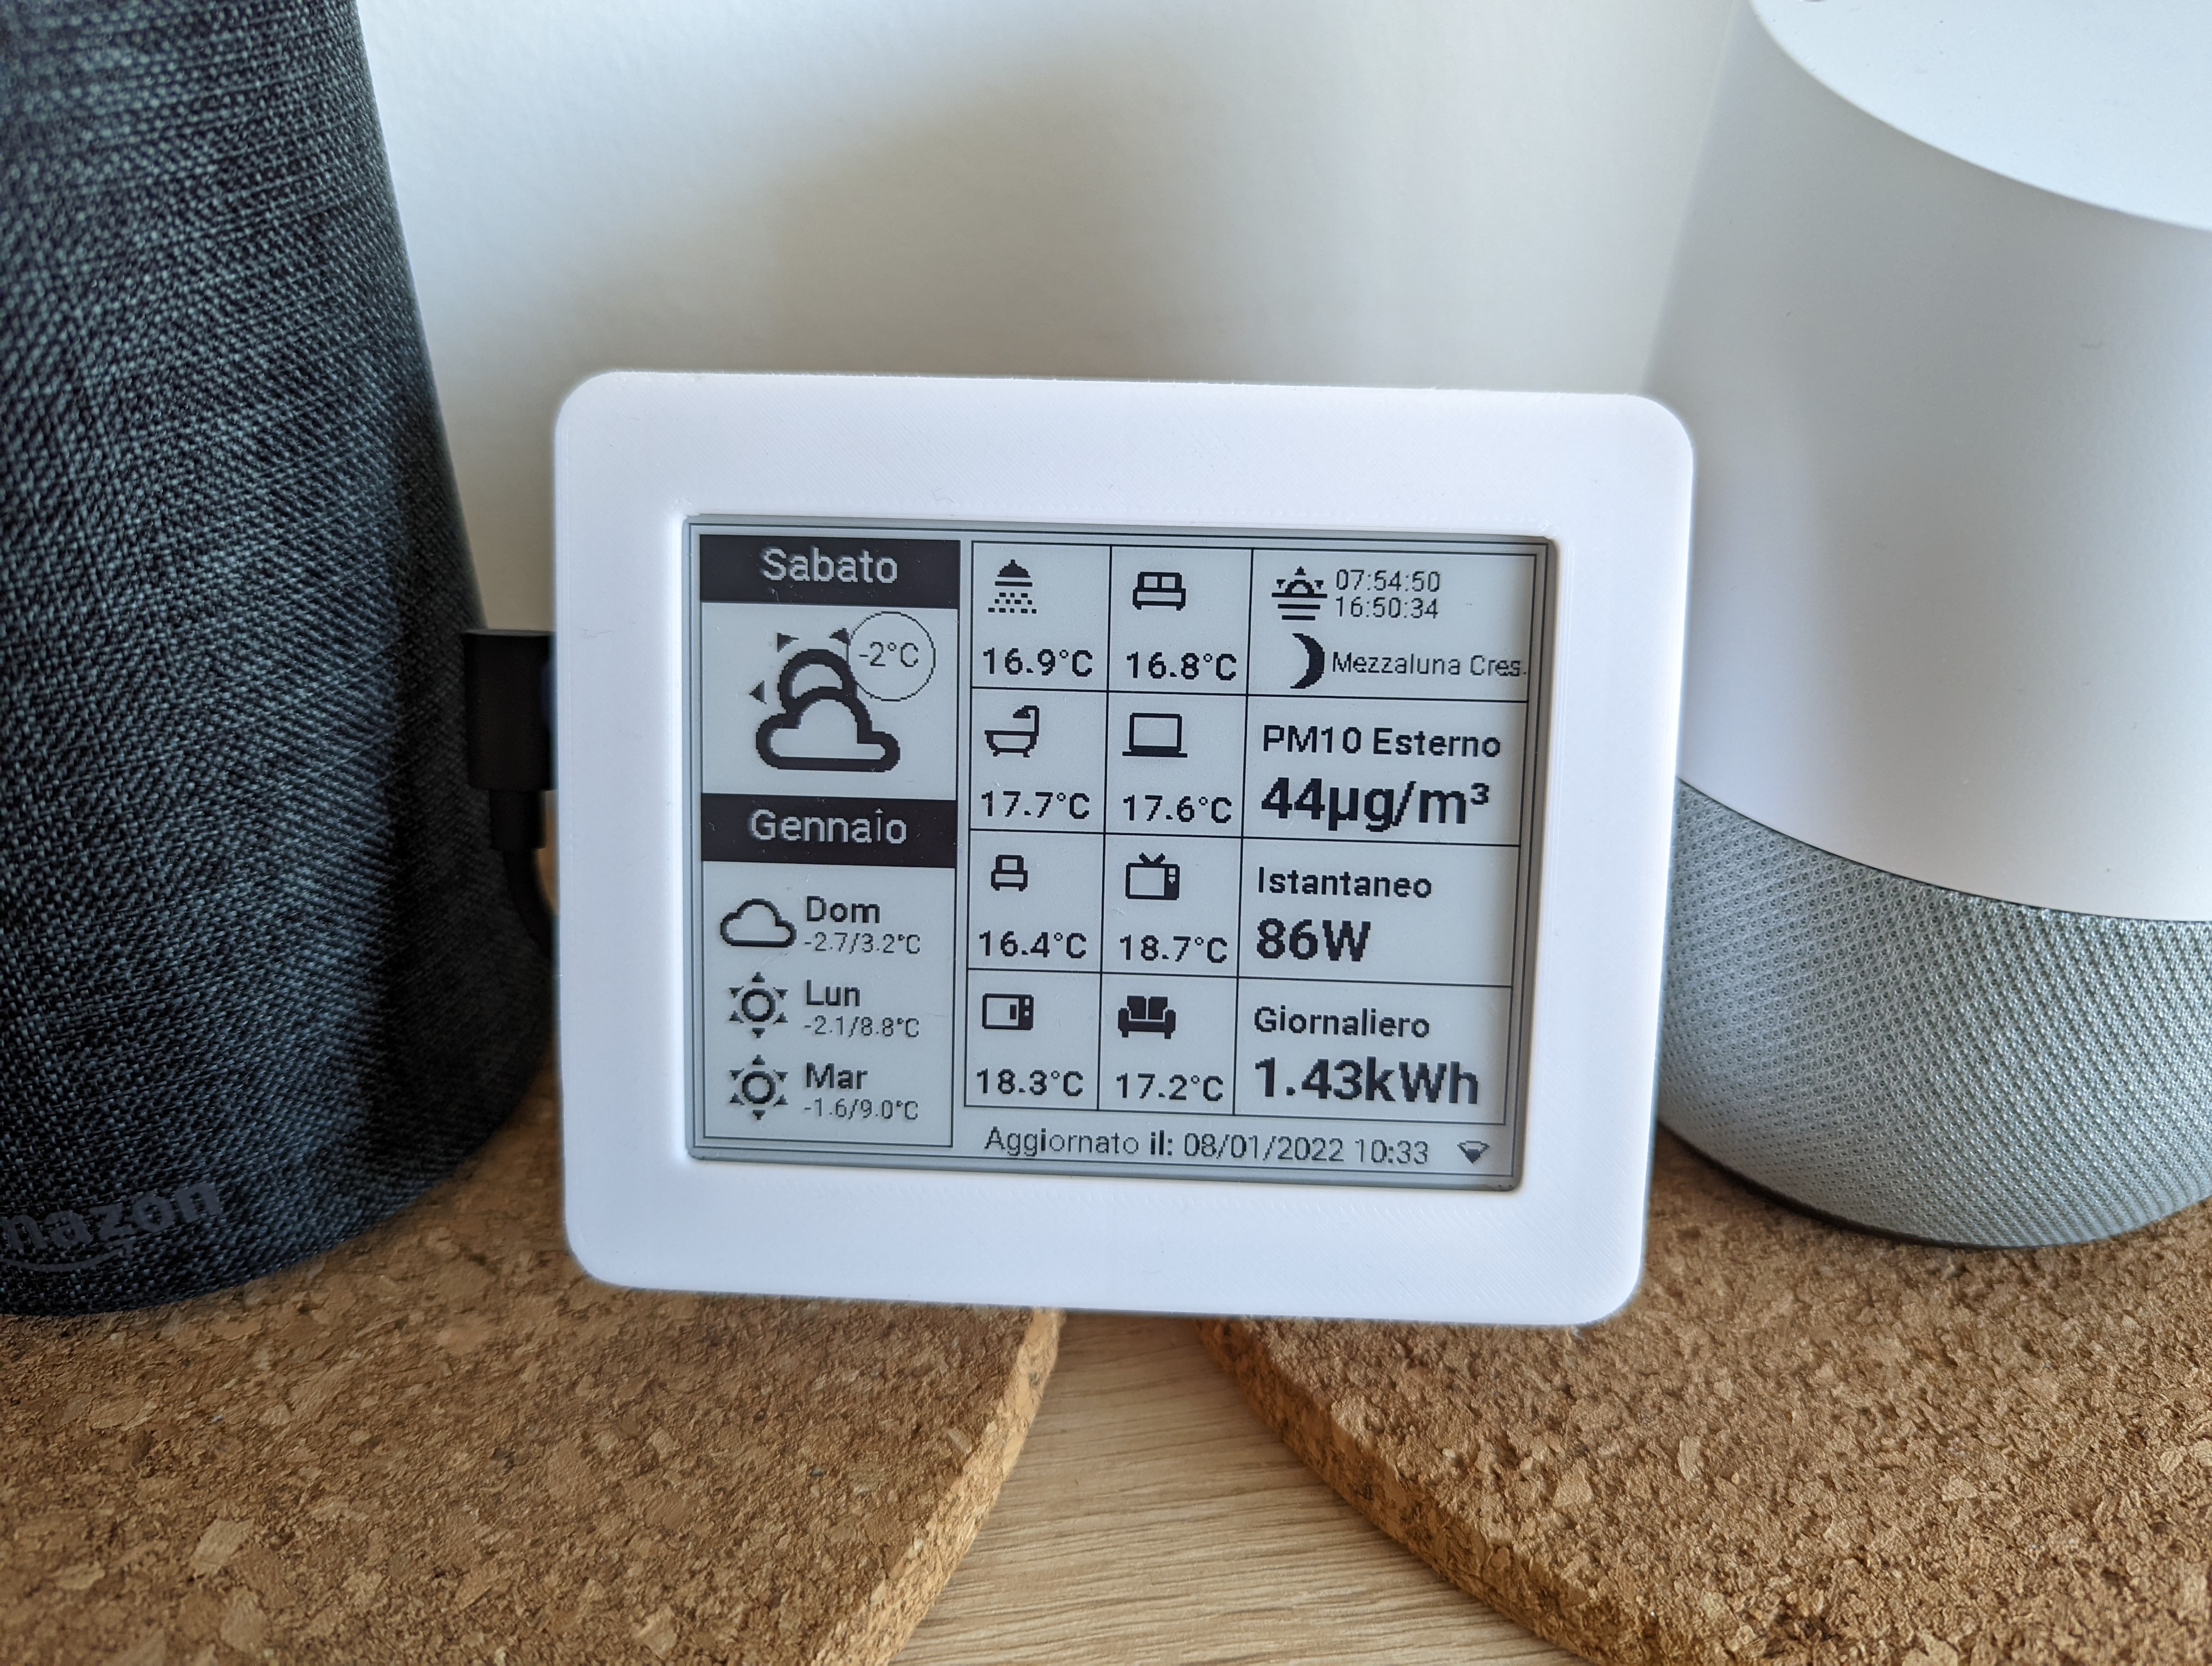 Sabato
-2°C
Gennaio
Dom
-2.7/3.2°C
Lun
-2.1/8.8°C
Mar
-1.6/9.0°C
16.9°C
16.8°C
07:54:50
16:50:34
Mezzaluna Cres.
17.7°C
17.6°C
PM10 Esterno
44µg/m³
16.4°C
18.7°C
Istantaneo
86W
18.3°C
17.2°C
Giornaliero
1.43kWh
Aggiornato il: 08/01/2022 10:33
mazon